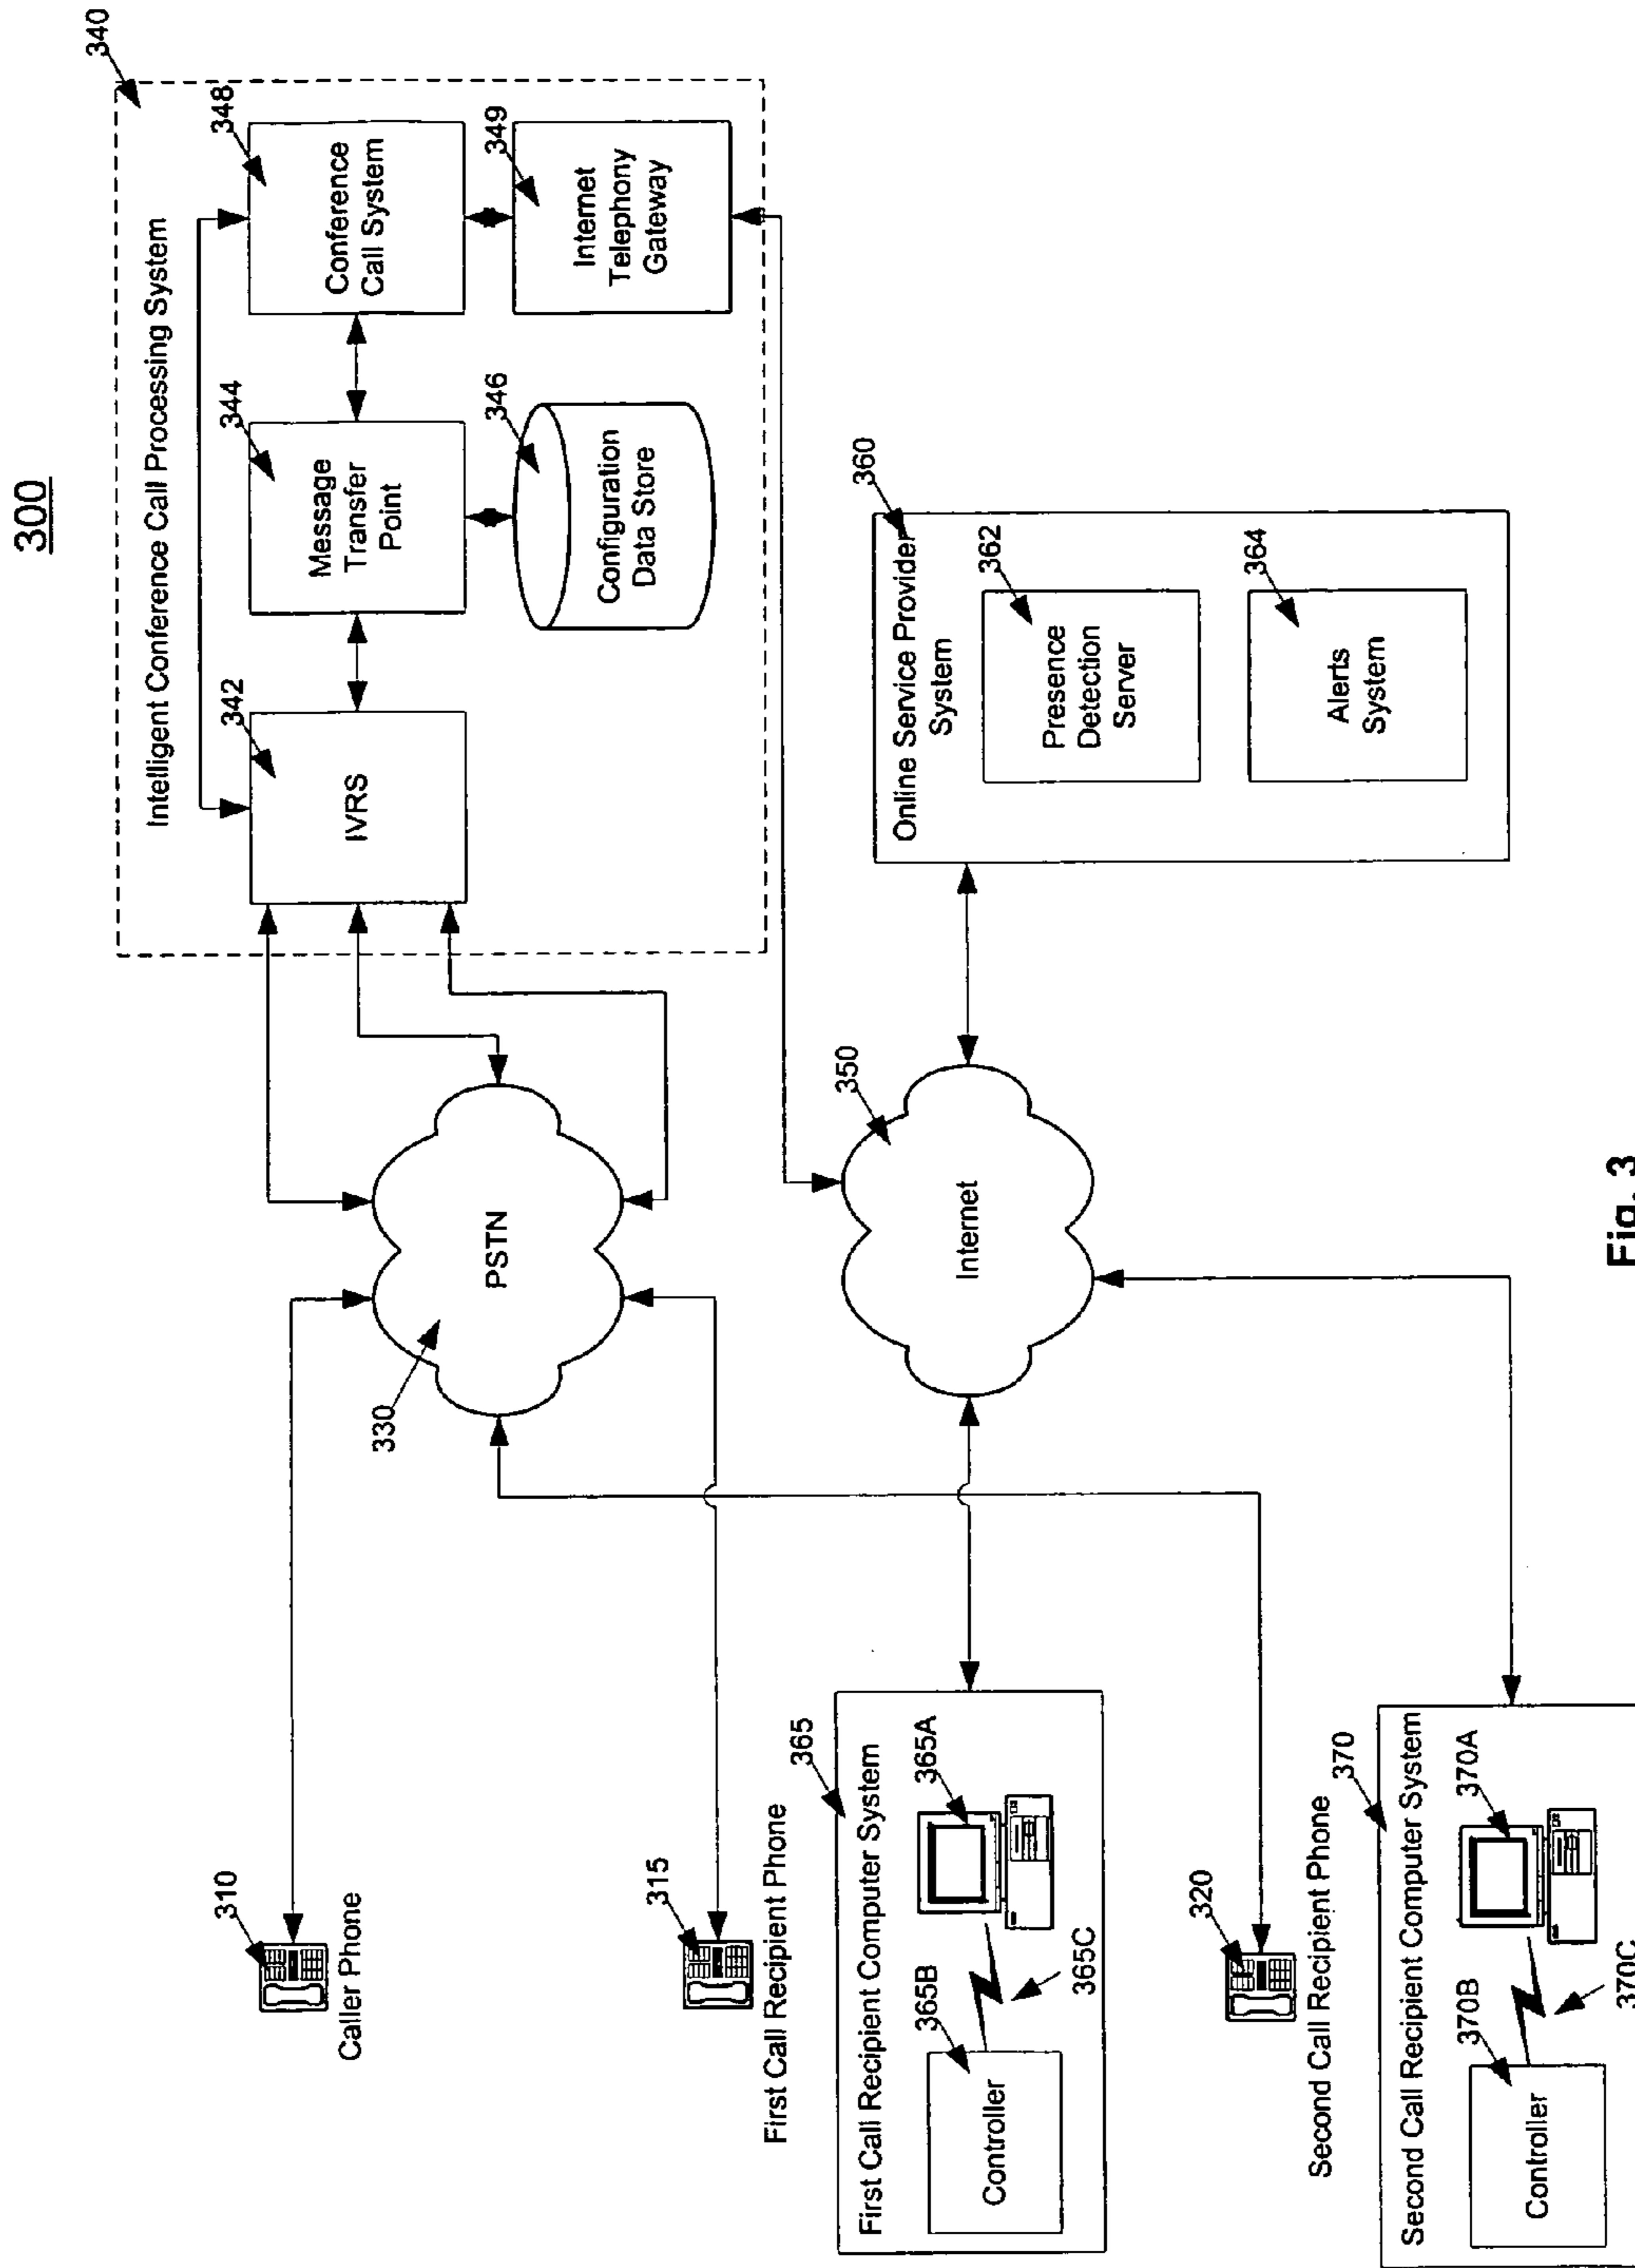 300
340
Intelligent Conference Call Processing System
342
IVRS
344
Message
Transfer
Point
348
Conference
Call System
346
Configuration
Data Store
349
Internet
Telephony
Gateway
310
Caller Phone
330
PSTN
315
First Call Recipient Phone
350
Internet
360
Online Service Provider
System
362
Presence
Detection
Server
364
Alerts
System
365
First Call Recipient Computer System
365A
365B
Controller
365C
320
Second Call Recipient Phone
370
Second Call Recipient Computer System
370A
370B
Controller
370C
Fig. 3